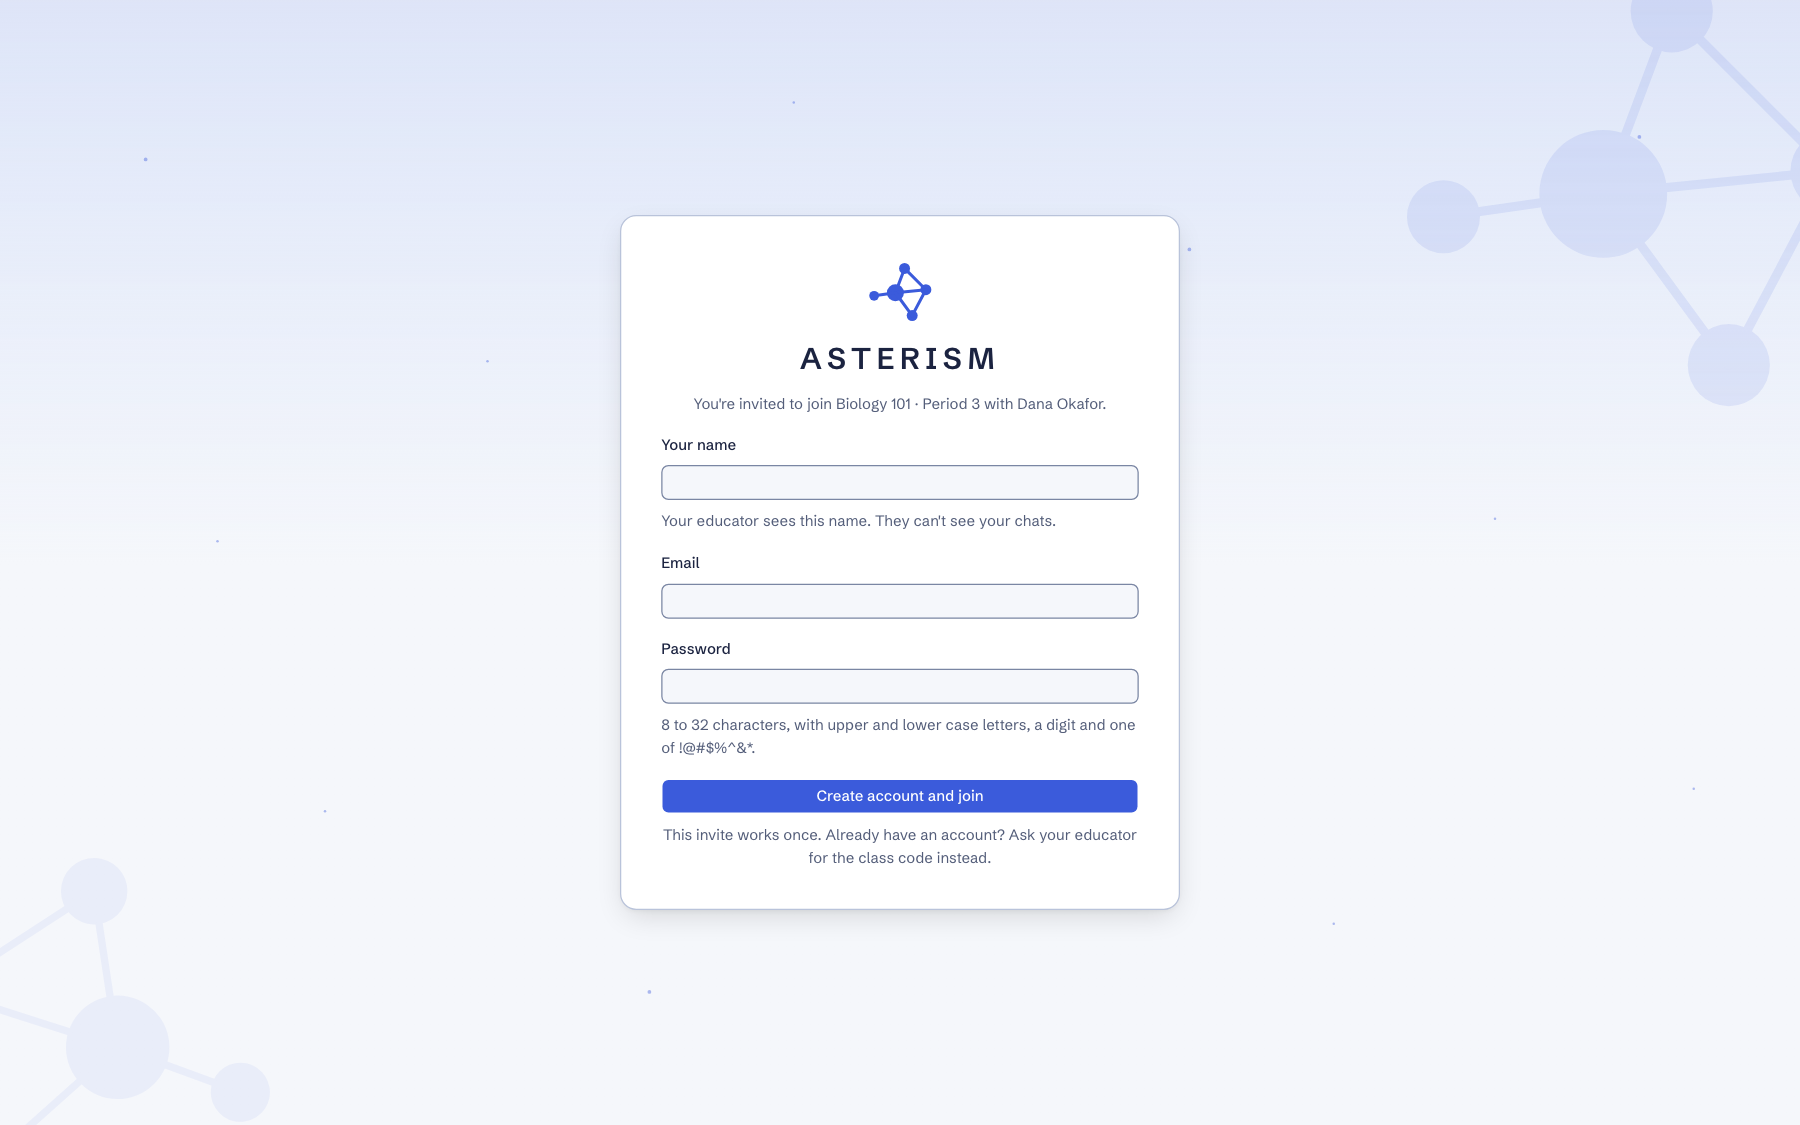 ASTERISM
You're invited to join Biology 101 · Period 3 with Dana Okafor.
Your name
Your educator sees this name. They can't see your chats.
Email
Password
8 to 32 characters, with upper and lower case letters, a digit and one
of !@#$%^&*.
Create account and join
This invite works once. Already have an account? Ask your educator
for the class code instead.